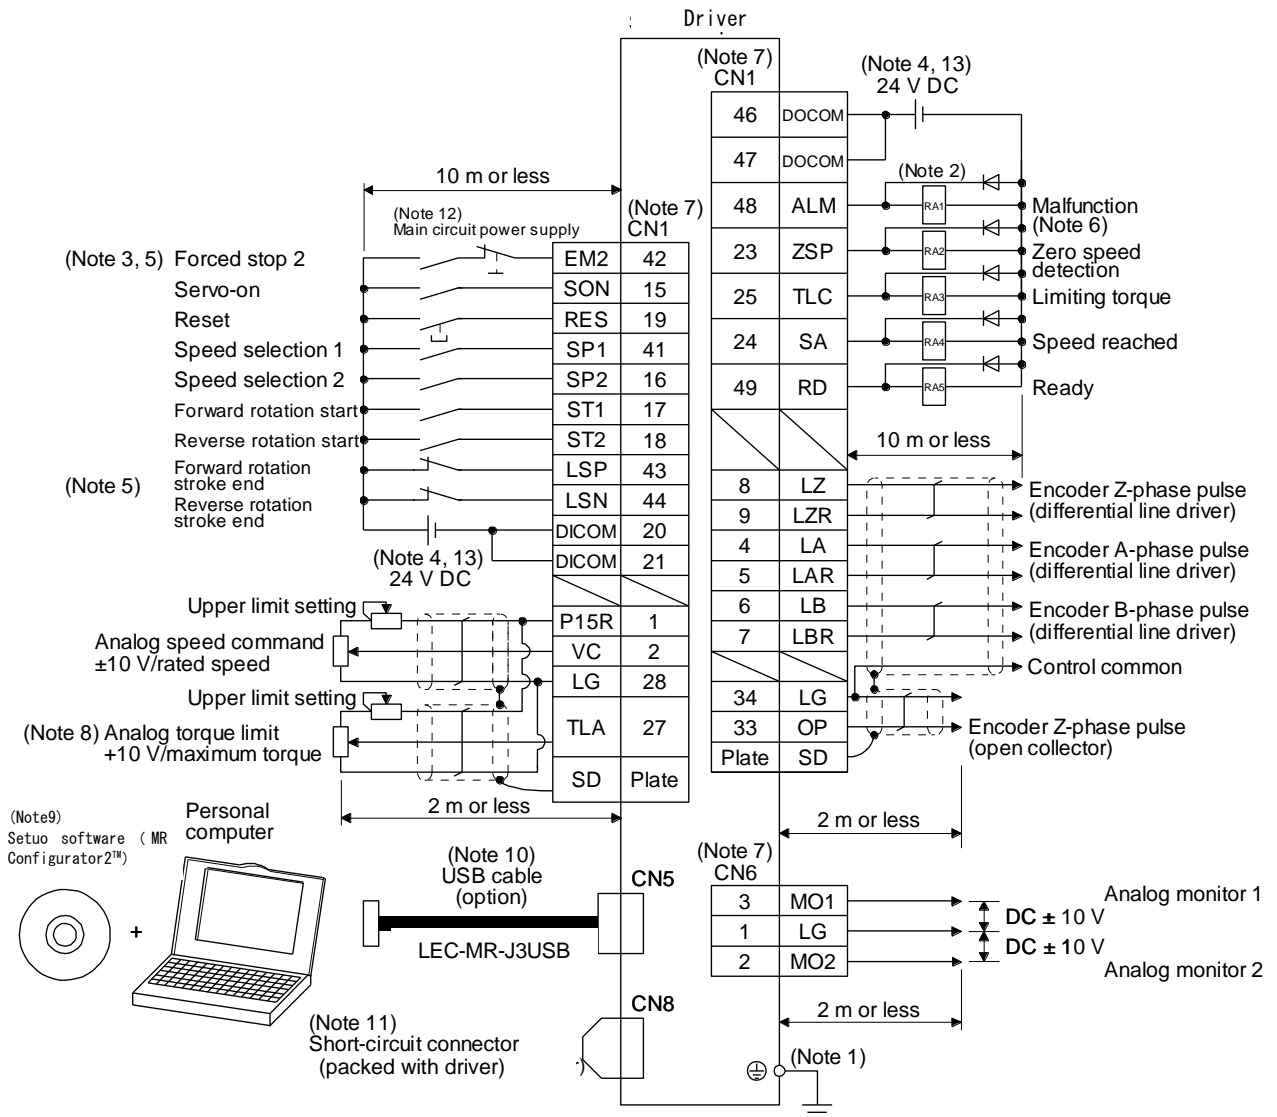 Driver
(Note 7)
CN1
(Note 4, 13)
24 V DC
46 DOCOM
47 DOCOM
(Note 2)
48 ALM RA1 Malfunction
(Note 6)
23 ZSP RA2 Zero speed
detection
25 TLC RA3 Limiting torque
24 SA RA4 Speed reached
49 RD RA5 Ready
10 m or less
10 m or less
(Note 12)
Main circuit power supply
(Note 7)
CN1
(Note 3, 5) Forced stop 2 EM2 42
Servo-on SON 15
Reset RES 19
Speed selection 1 SP1 41
Speed selection 2 SP2 16
Forward rotation start ST1 17
Reverse rotation start ST2 18
Forward rotation
stroke end LSP 43
(Note 5)
Reverse rotation
stroke end LSN 44
DICOM 20
DICOM 21
(Note 4, 13)
24 V DC
Upper limit setting
P15R 1
Analog speed command
±10 V/rated speed
VC 2
LG 28
Upper limit setting
(Note 8) Analog torque limit
+10 V/maximum torque
TLA 27
SD Plate
2 m or less
8 LZ Encoder Z-phase pulse
9 LZR (differential line driver)
4 LA Encoder A-phase pulse
5 LAR (differential line driver)
6 LB Encoder B-phase pulse
7 LBR (differential line driver)
Control common
34 LG
33 OP Encoder Z-phase pulse
(open collector)
Plate SD
2 m or less
(Note9)
Setuo software ( MR
Configurator2™)
Personal
computer
+
(Note 10)
USB cable
(option)
CN5
LEC-MR-J3USB
(Note 7)
CN6
3 MO1 Analog monitor 1
DC ± 10 V
1 LG
DC ± 10 V
2 MO2 Analog monitor 2
2 m or less
CN8
(Note 11)
Short-circuit connector
(packed with driver)
)
(Note 1)